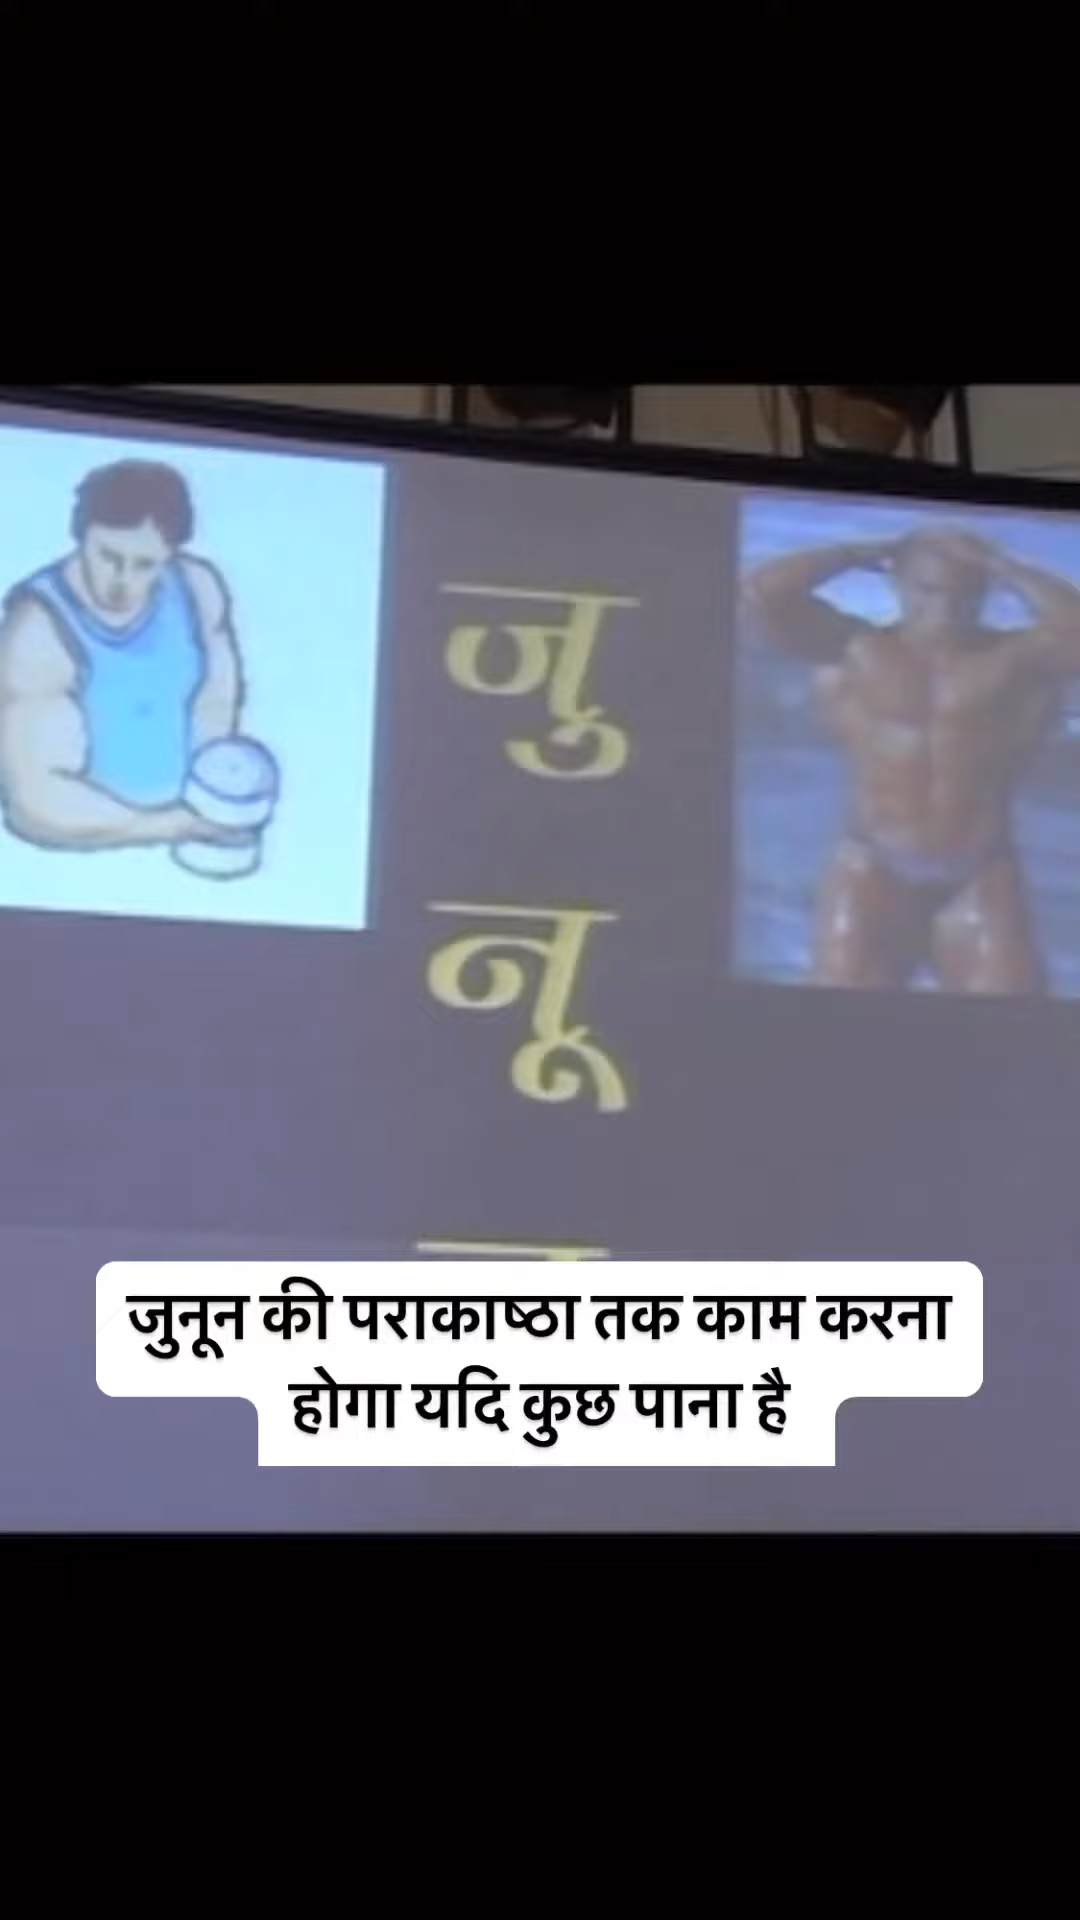 जु
नू
जुनून की पराकाष्ठा तक काम करना
होगा यदि कुछ पाना है